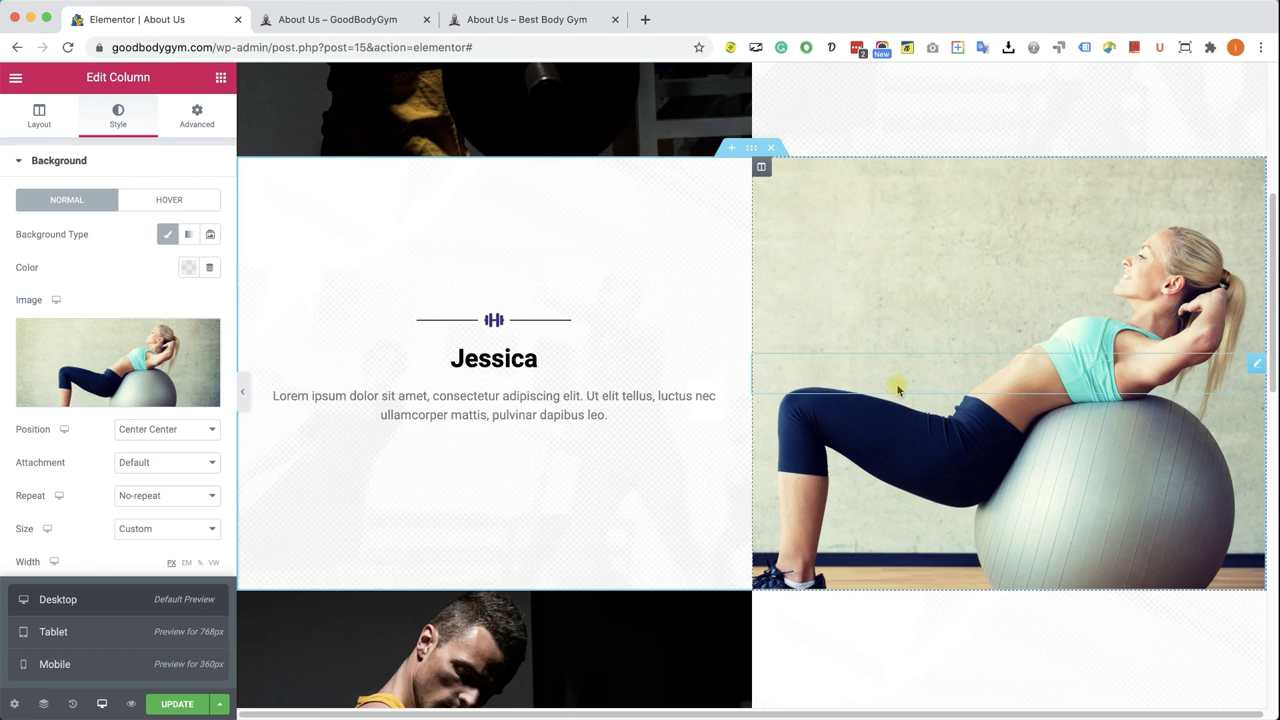 Elementor | About Us
About Us – GoodBodyGym
About Us – Best Body Gym
goodbodygym.com/wp-admin/post.php?post=15&action=elementor#
2
New
i
Edit Column
Layout
Style
Advanced
Background
NORMAL
HOVER
Background Type
Color
Image
Position
Center Center
Attachment
Default
Repeat
No-repeat
Size
Custom
Width
PX EM % VW
Desktop
Default Preview
Tablet
Preview for 768px
Mobile
Preview for 360px
UPDATE
Jessica
Lorem ipsum dolor sit amet, consectetur adipiscing elit. Ut elit tellus, luctus nec
ullamcorper mattis, pulvinar dapibus leo.